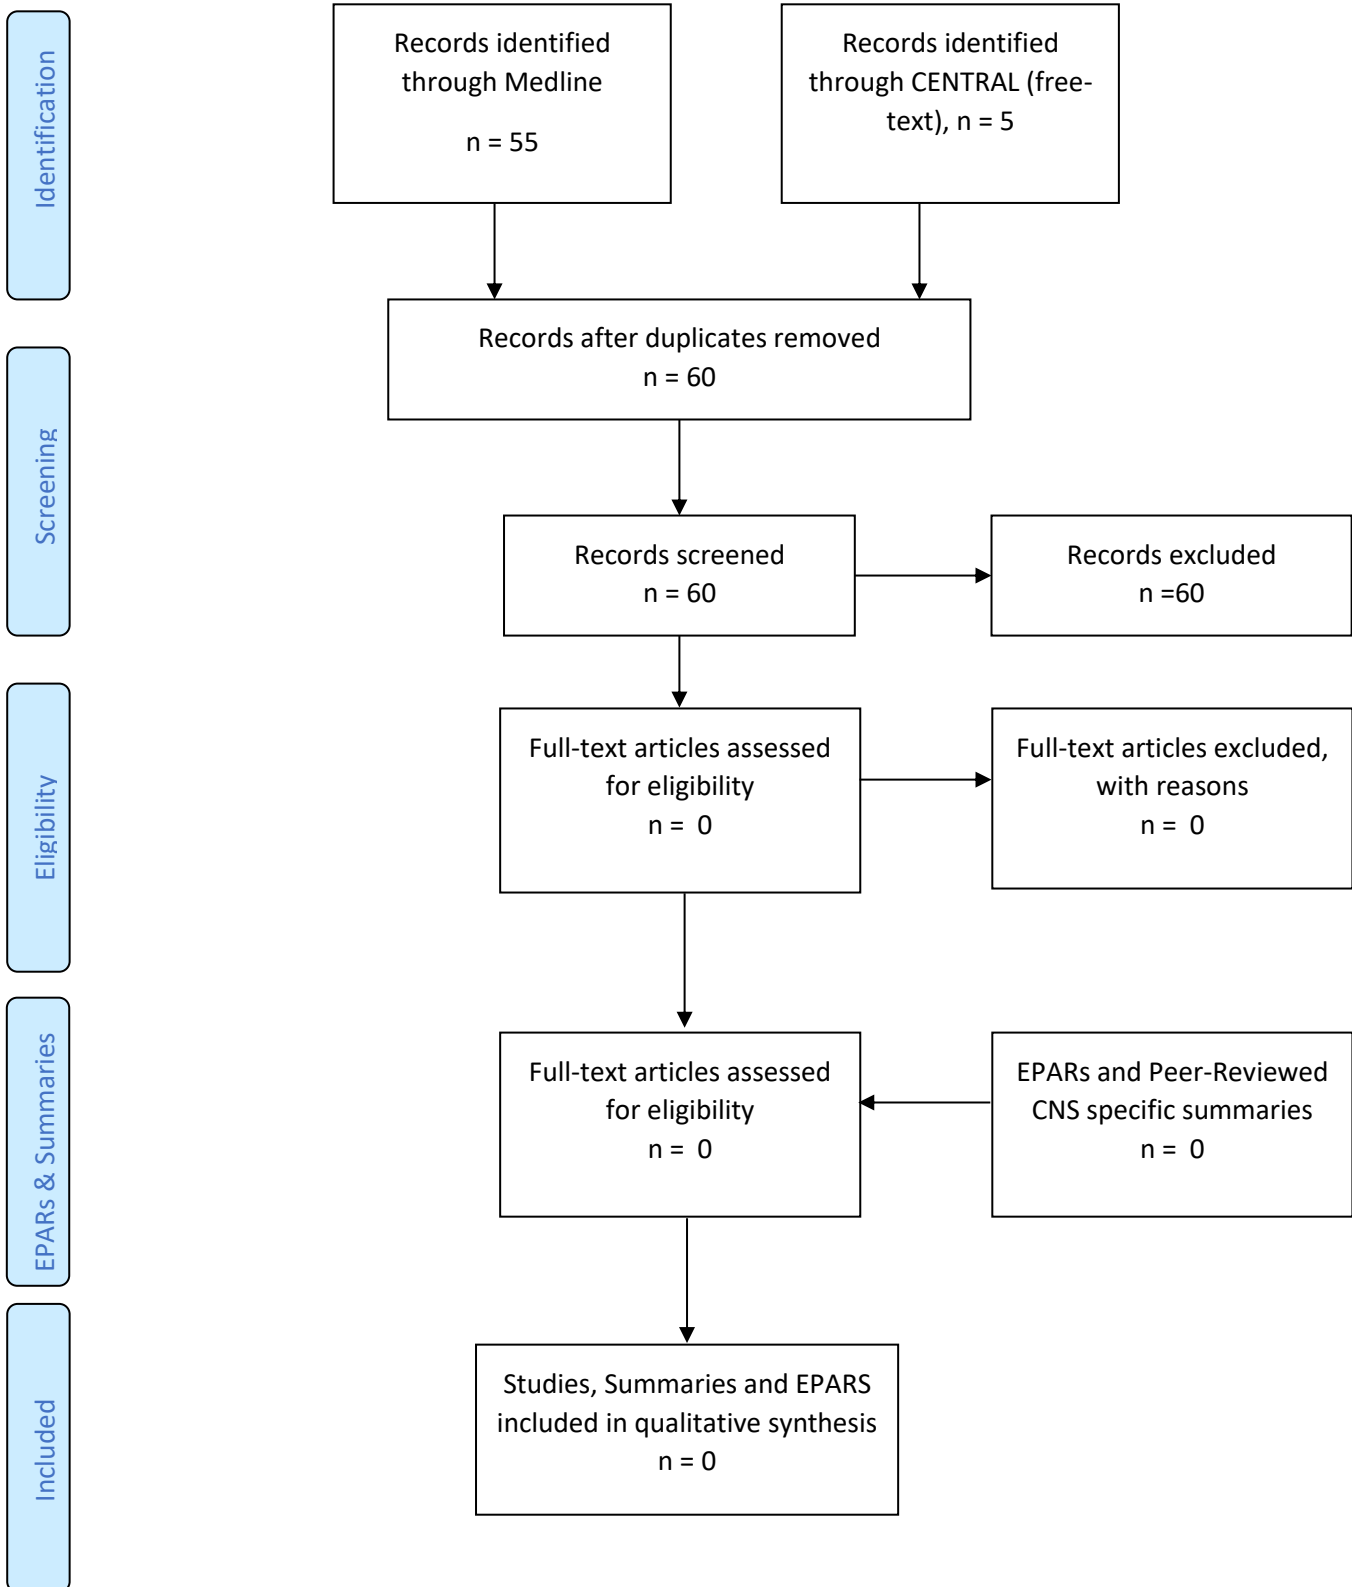 Identification
Records identified
through Medline
n = 55
Records identified
through CENTRAL (free-
text), n = 5
Records after duplicates removed
n = 60
Screening
Records screened
n = 60
Records excluded
n =60
Eligibility
Full-text articles assessed
for eligibility
n = 0
Full-text articles excluded,
with reasons
n = 0
EPARs & Summaries
Full-text articles assessed
for eligibility
n = 0
EPARs and Peer-Reviewed
CNS specific summaries
n = 0
Included
Studies, Summaries and EPARS
included in qualitative synthesis
n = 0